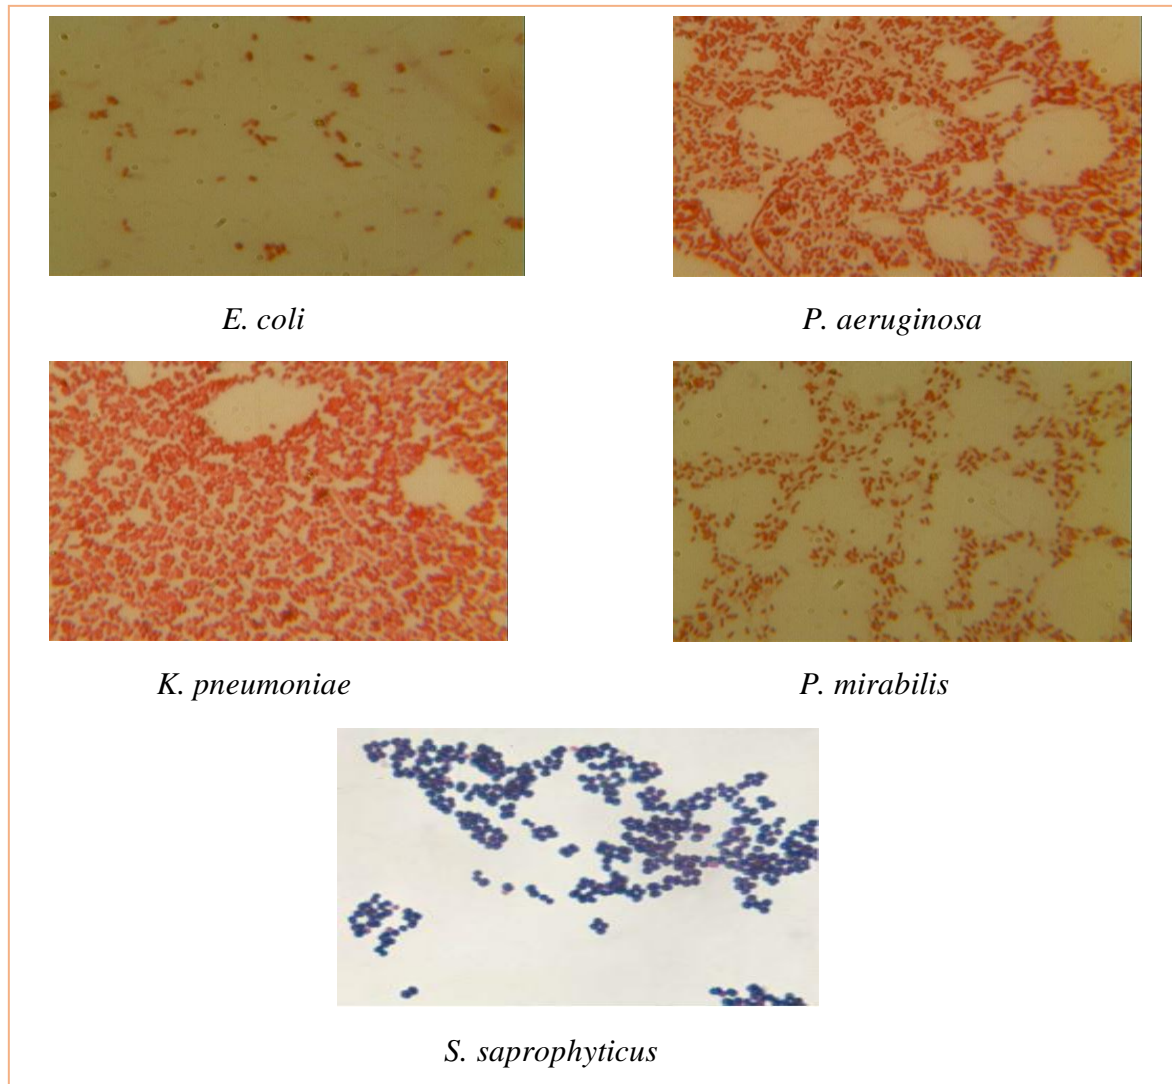 E. coli
P. aeruginosa
K. pneumoniae
P. mirabilis
S. saprophyticus